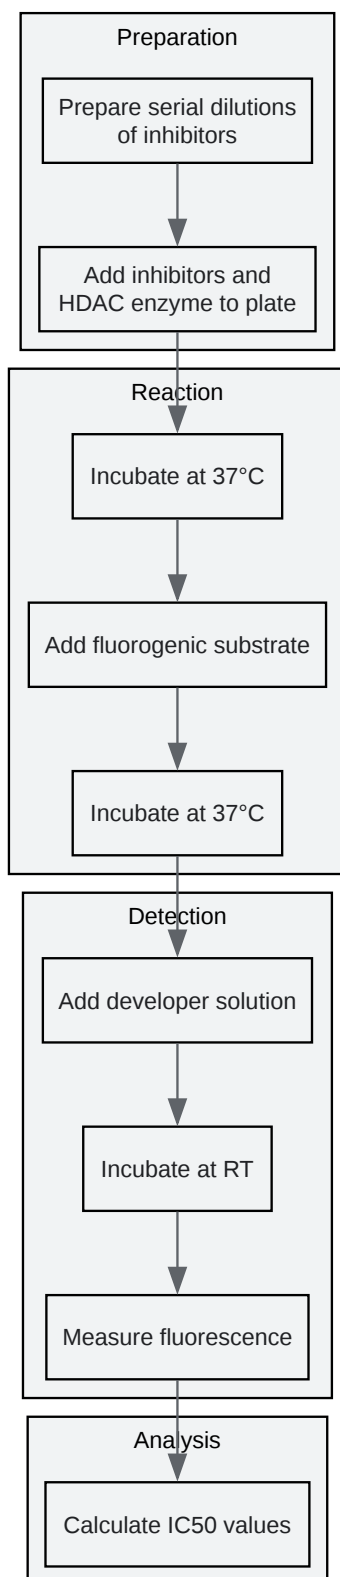 Preparation
Prepare serial dilutions
of inhibitors
Add inhibitors and
HDAC enzyme to plate
Reaction
Incubate at 37°C
Add fluorogenic substrate
Incubate at 37°C
Detection
Add developer solution
Incubate at RT
Measure fluorescence
Analysis
Calculate IC50 values